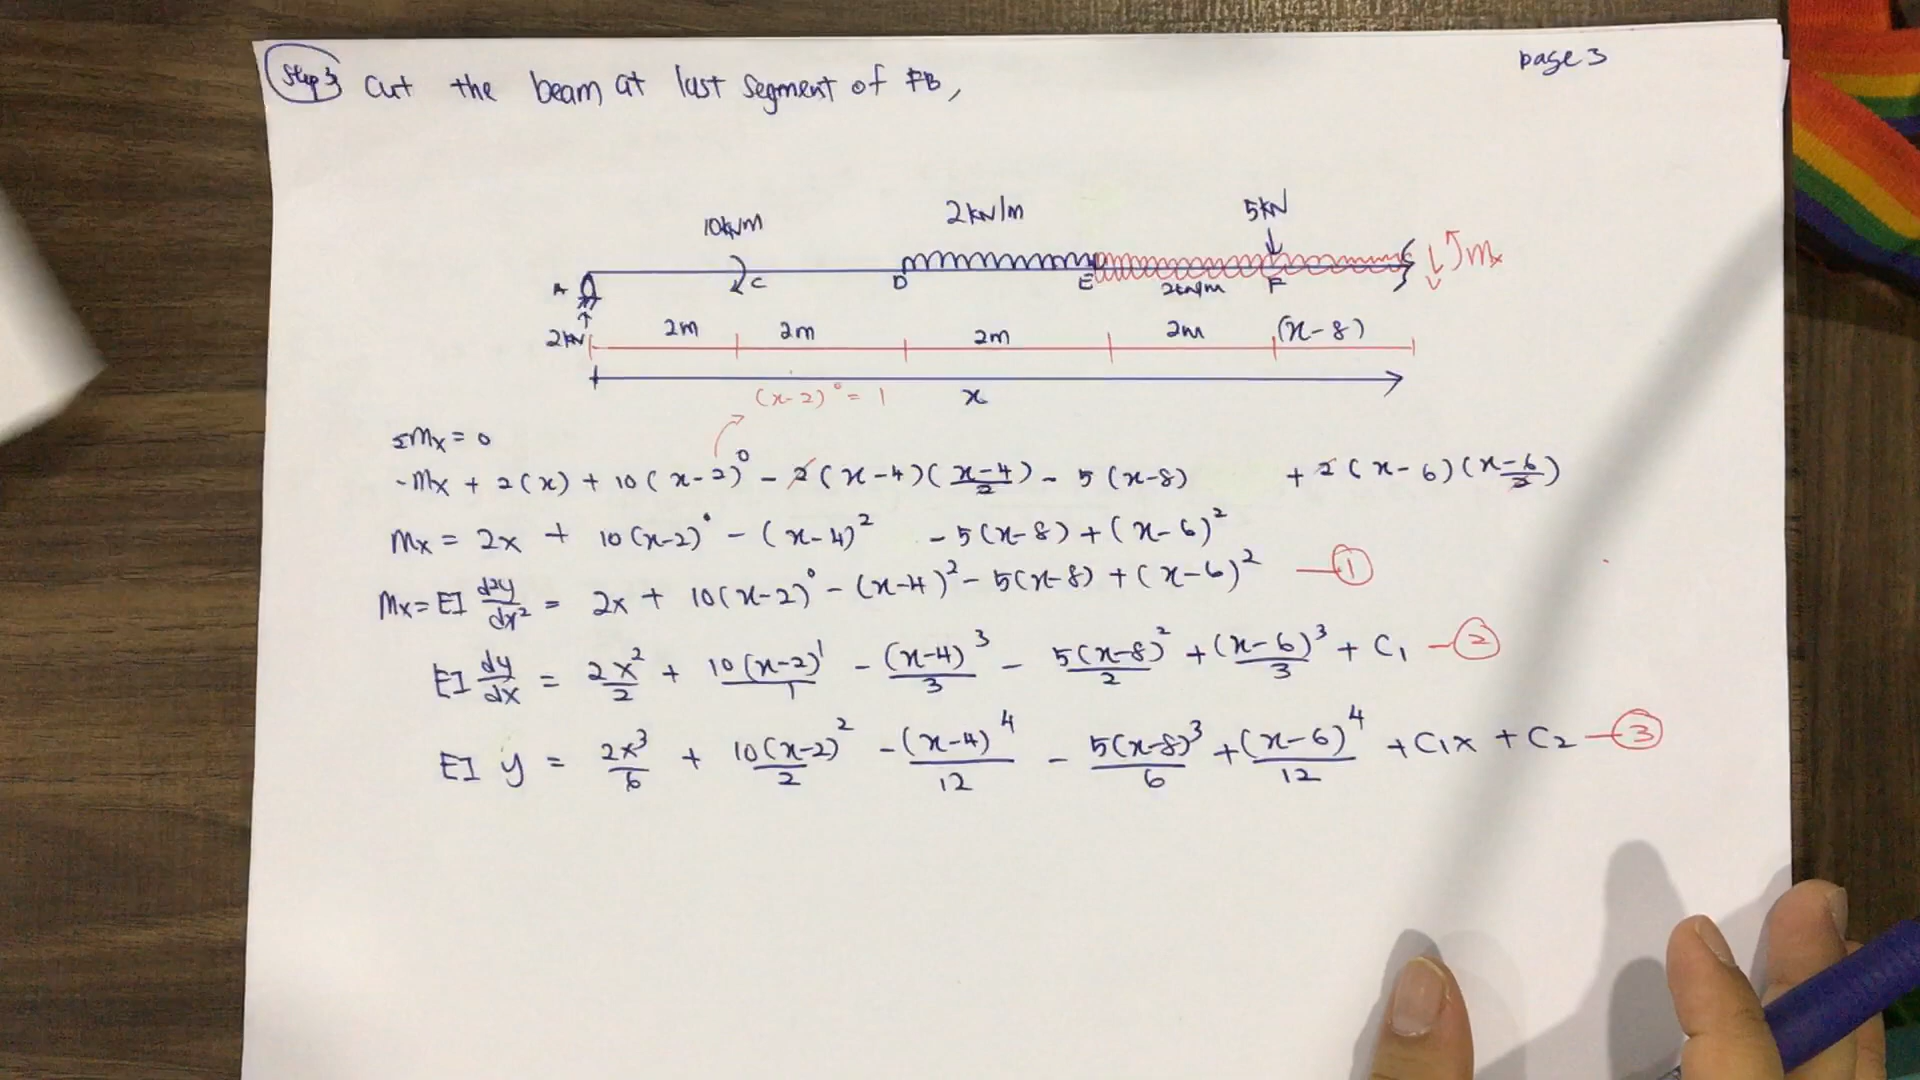 Step 3 Cut the beam at last segment of FB,
page 3
10kNm 2kN/m 5kN
A C D E 2kN/m F Mx
2kN 2m 2m 2m 2m (x-8)
(x-2)° = 1 x
ΣMx = 0
-Mx + 2(x) + 10(x-2)⁰ - 2(x-4)(x-4/2) - 5(x-8) + 2(x-6)(x-6/2)
Mx = 2x + 10(x-2)⁰ - (x-4)² - 5(x-8) + (x-6)²
Mx = EI d²y/dx² = 2x + 10(x-2)⁰ - (x-4)² - 5(x-8) + (x-6)² — ①
EI dy/dx = 2x²/2 + 10(x-2)¹/1 - (x-4)³/3 - 5(x-8)²/2 + (x-6)³/3 + C₁ — ②
EI y = 2x³/6 + 10(x-2)²/2 - (x-4)⁴/12 - 5(x-8)³/6 + (x-6)⁴/12 + C₁x + C₂ — ③